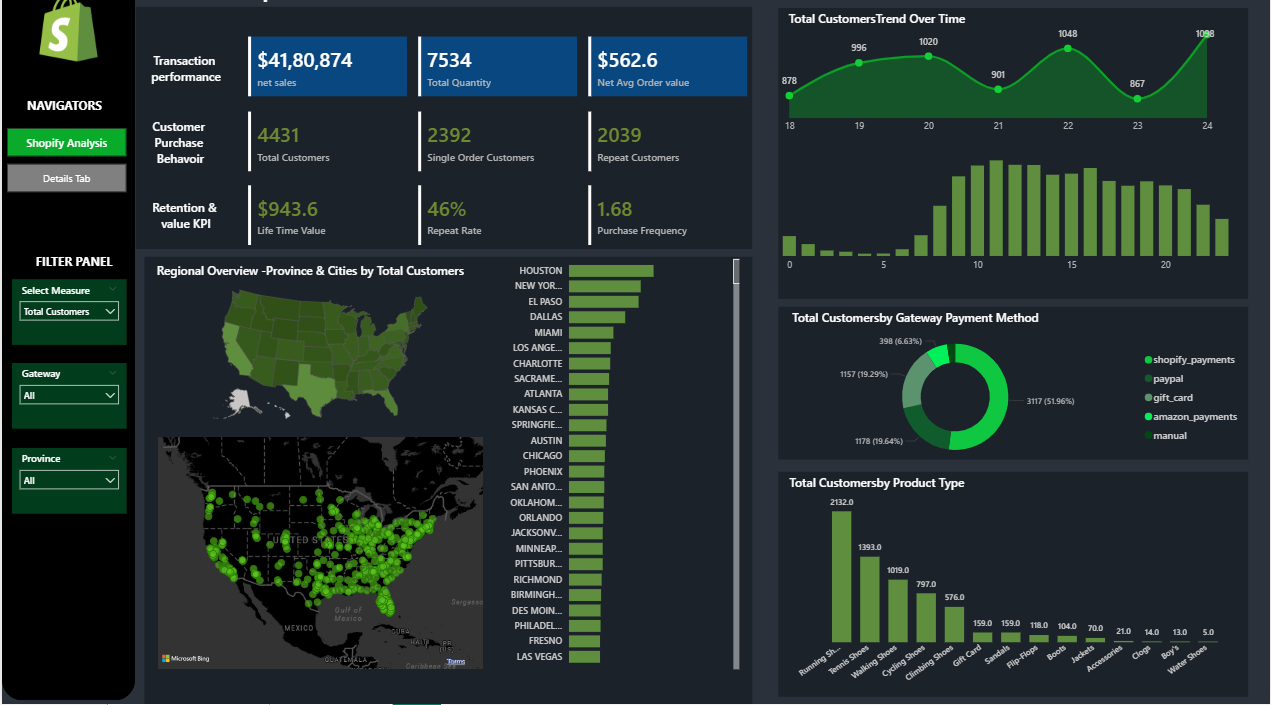 S
NAVIGATORS
Shopify Analysis
Details Tab
FILTER PANEL
Select Measure
Total Customers
Gateway
All
Province
All
Transaction
performance
$41,80,874
net sales
7534
Total Quantity
$562.6
Net Avg Order value
Customer
Purchase
Behavoir
4431
Total Customers
2392
Single Order Customers
2039
Repeat Customers
Retention &
value KPI
$943.6
Life Time Value
46%
Repeat Rate
1.68
Purchase Frequency
Regional Overview -Province & Cities by Total Customers
UNITED STATES
Gulf of
Mexico
MEXICO
CUBA
HAITI
PR
(US)
GUATEMALA
Caribbean
Microsoft Bing
Terms
HOUSTON
NEW YOR...
EL PASO
DALLAS
MIAMI
LOS ANGE...
CHARLOTTE
SACRAME...
ATLANTA
KANSAS C...
SPRINGFIE...
AUSTIN
CHICAGO
PHOENIX
SAN ANTO...
OKLAHOM...
ORLANDO
JACKSONV...
MINNEAP...
PITTSBUR...
RICHMOND
BIRMINGH...
DES MOIN...
PHILADEL...
FRESNO
LAS VEGAS
Total CustomersTrend Over Time
878
996
1020
901
1048
867
1098
18 19 20 21 22 23 24
0 5 10 15 20
Total Customersby Gateway Payment Method
398 (6.63%)
1157 (19.29%)
1178 (19.64%)
3117 (51.96%)
shopify_payments
paypal
gift_card
amazon_payments
manual
Total Customersby Product Type
2132.0
1393.0
1019.0
797.0
576.0
159.0
159.0
118.0
104.0
70.0
21.0
14.0
13.0
5.0
Running Sh...
Tennis Shoes
Walking Shoes
Cycling Shoes
Climbing Shoes
Gift Card
Sandals
Flip-Flops
Boots
Jackets
Accessories
Clogs
Boy's
Water Shoes